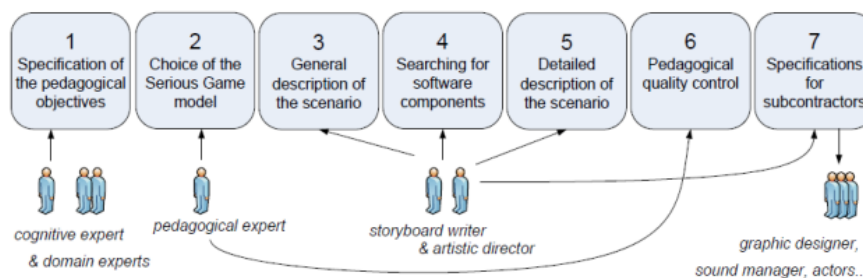 1
Specification of
the pedagogical
objectives
2
Choice of the
Serious Game
model
3
General
description of
the scenario
4
Searching for
software
components
5
Detailed
description of
the scenario
6
Pedagogical
quality control
7
Specifications
for
subcontractors
cognitive expert
& domain experts
pedagogical expert
storyboard writer
& artistic director
graphic designer,
sound manager, actors...